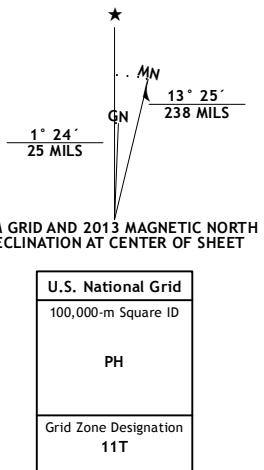 ★
MN
GN
13° 25´
238 MILS
1° 24´
25 MILS
GRID AND 2013 MAGNETIC NORTH
ECLINATION AT CENTER OF SHEET
U.S. National Grid
100,000-m Square ID
PH
Grid Zone Designation
11T